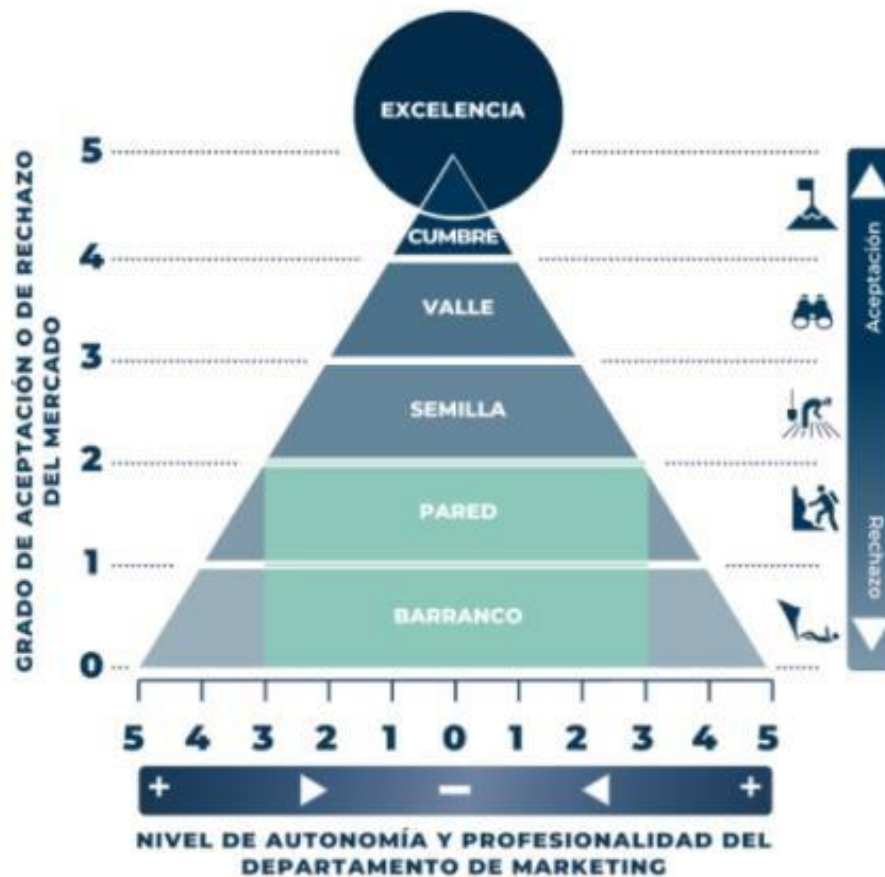 EXCELENCIA
CUMBRE
VALLE
SEMILLA
PARED
BARRANCO
GRADO DE ACEPTACIÓN O DE RECHAZO
DEL MERCADO
5
4
3
2
1
0
Aceptación
Rechazo
5 4 3 2 1 0 1 2 3 4 5
+ − +
NIVEL DE AUTONOMÍA Y PROFESIONALIDAD DEL
DEPARTAMENTO DE MARKETING